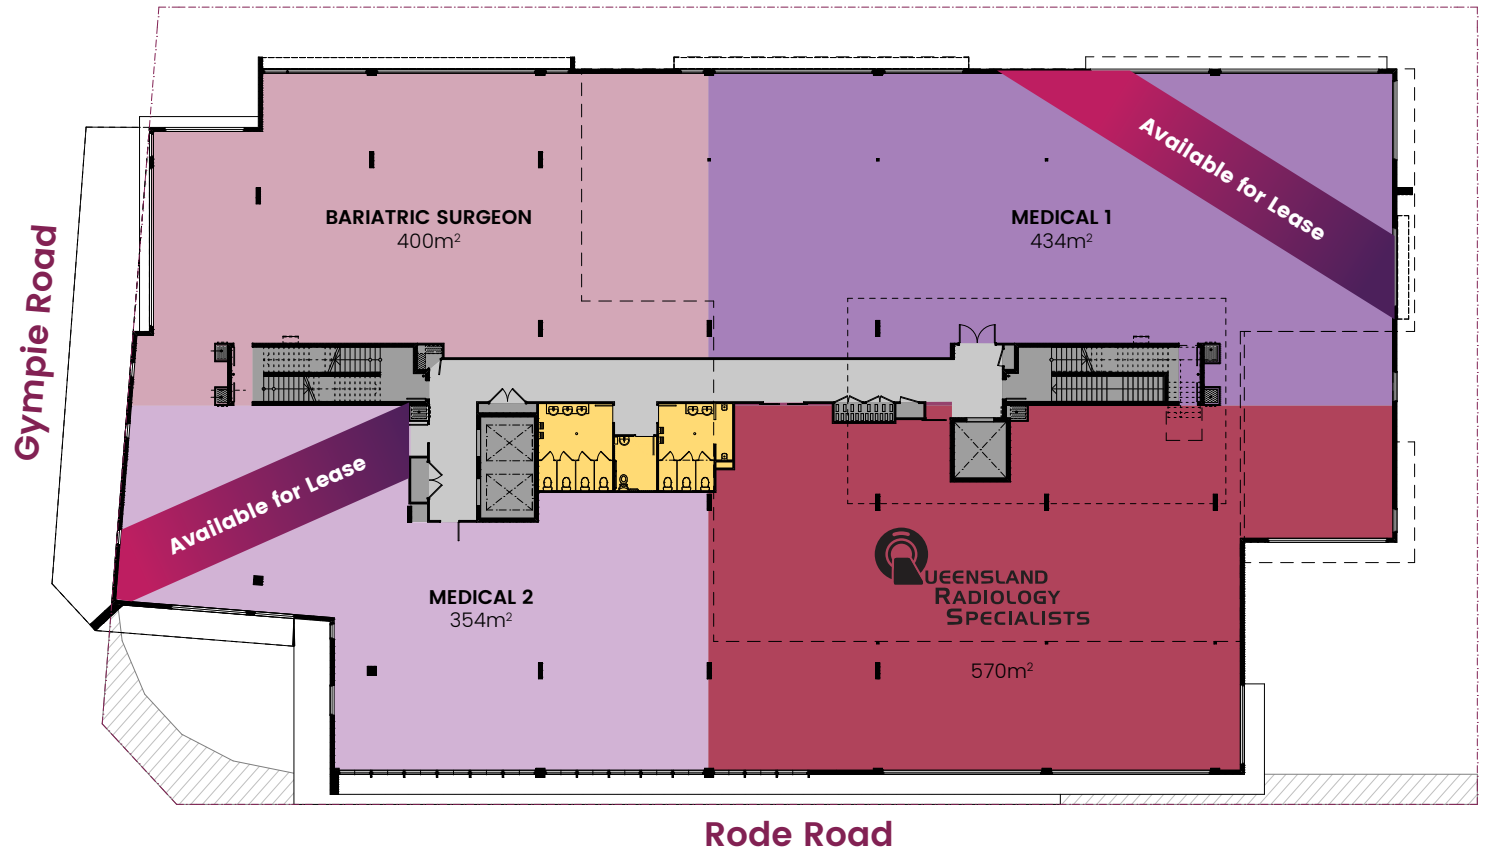 Available for Lease
BARIATRIC SURGEON
400m²
MEDICAL 1
434m²
Gympie Road
Available for Lease
MEDICAL 2
354m²
QUEENSLAND
RADIOLOGY
SPECIALISTS
570m²
Rode Road